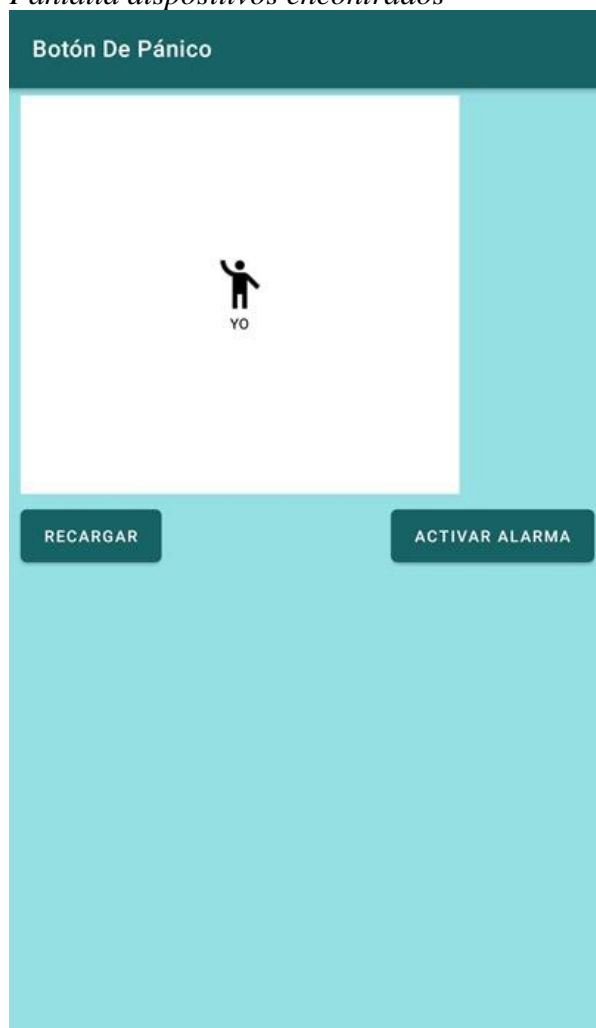 Pantalla dispositivos encontrados
Botón De Pánico
YO
RECARGAR
ACTIVAR ALARMA